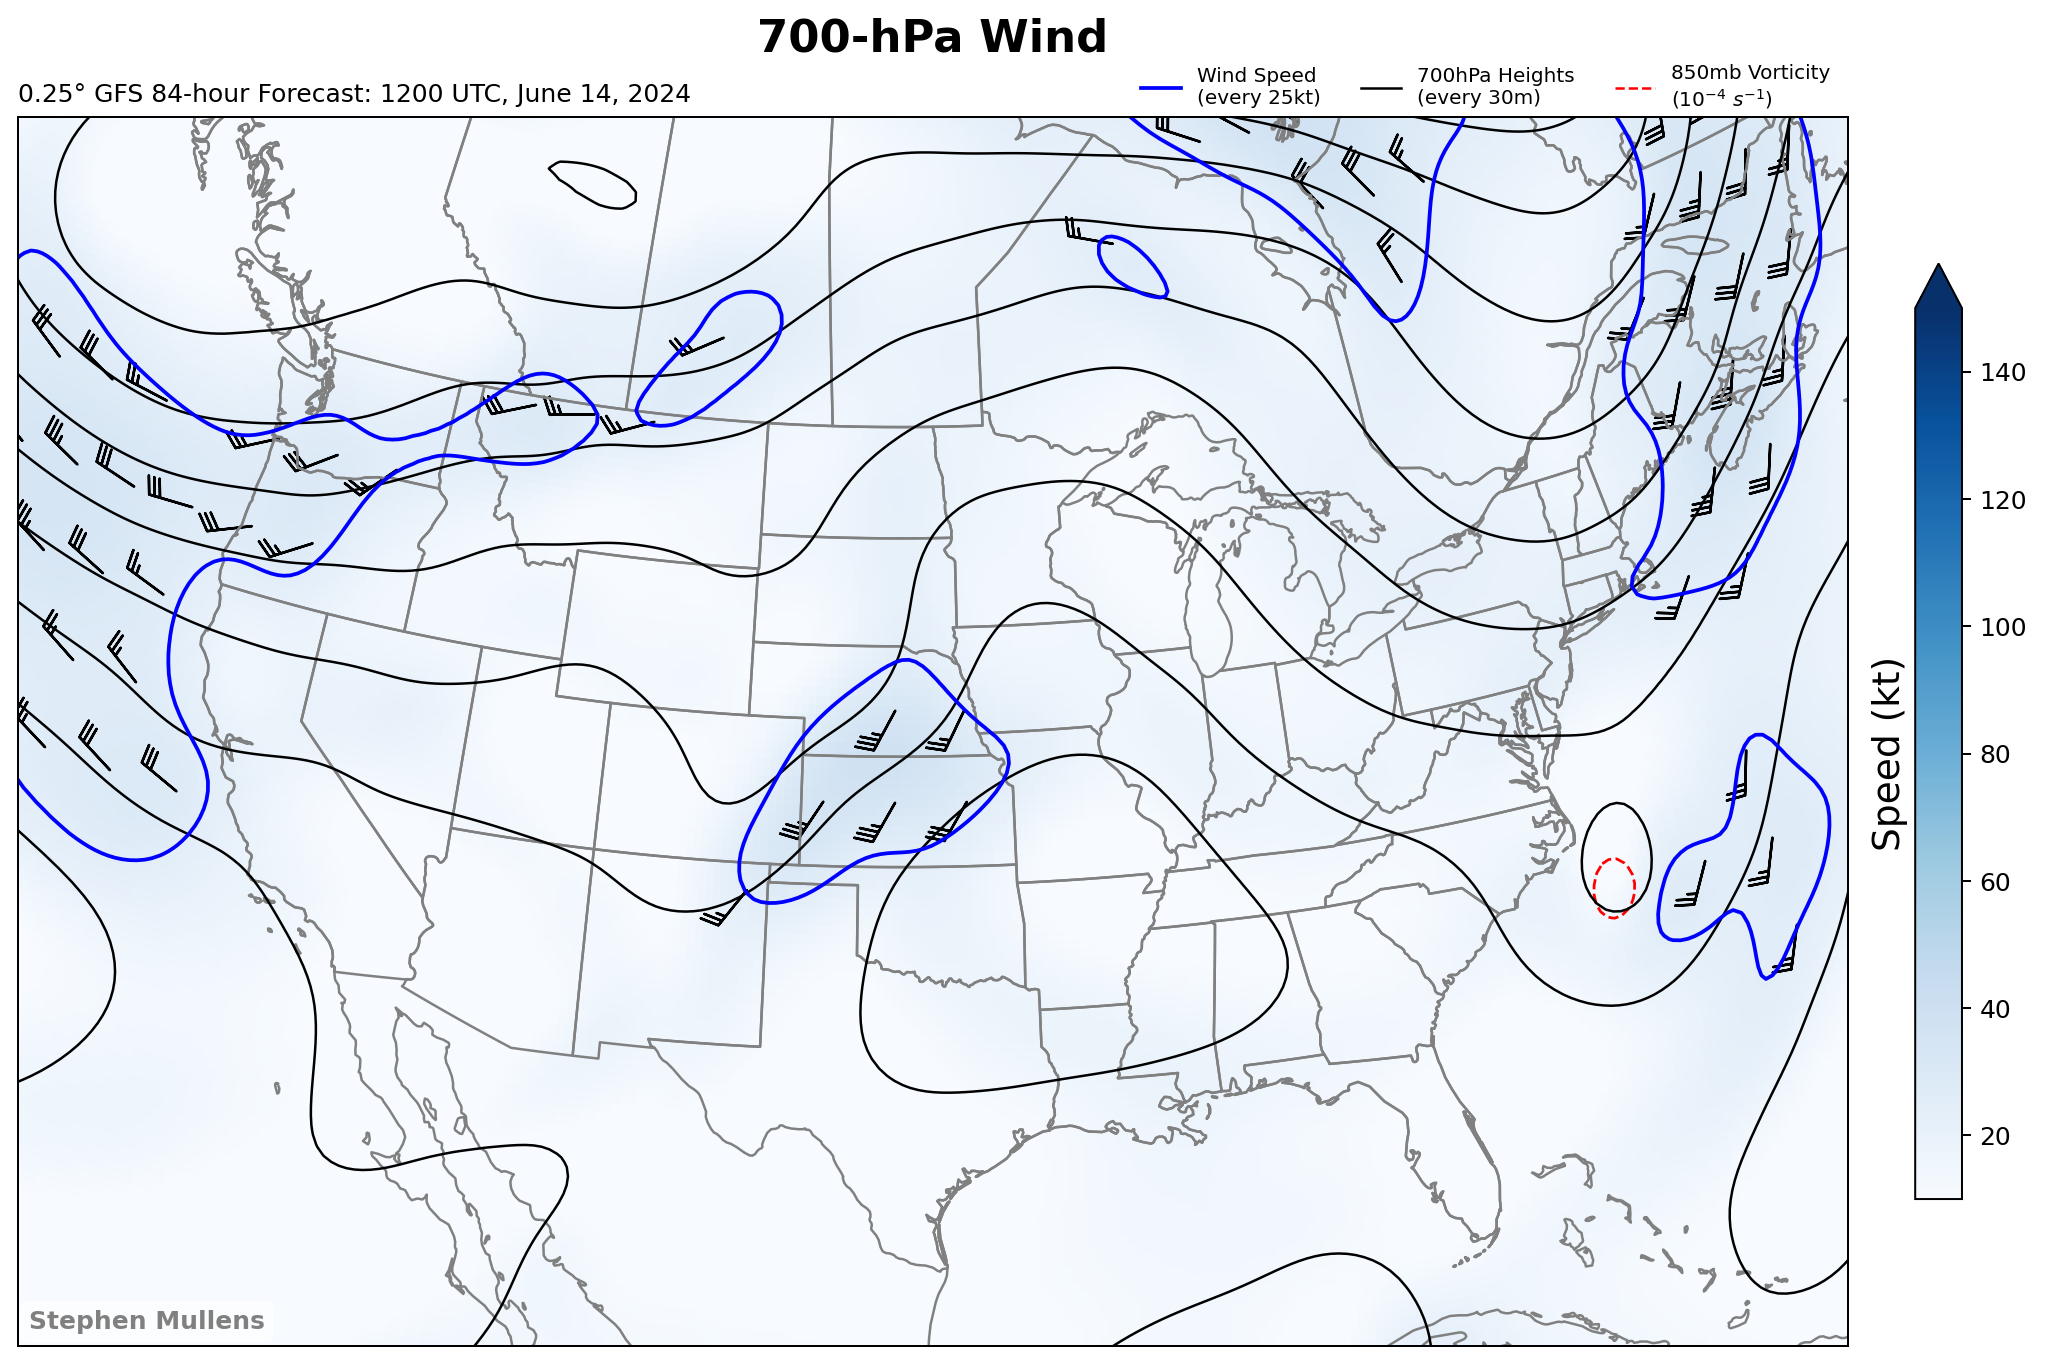 700-hPa Wind
0.25° GFS 84-hour Forecast: 1200 UTC, June 14, 2024
Wind Speed
(every 25kt)
700hPa Heights
(every 30m)
850mb Vorticity
(10⁻⁴ s⁻¹)
140
120
100
80
60
40
20
Speed (kt)
Stephen Mullens